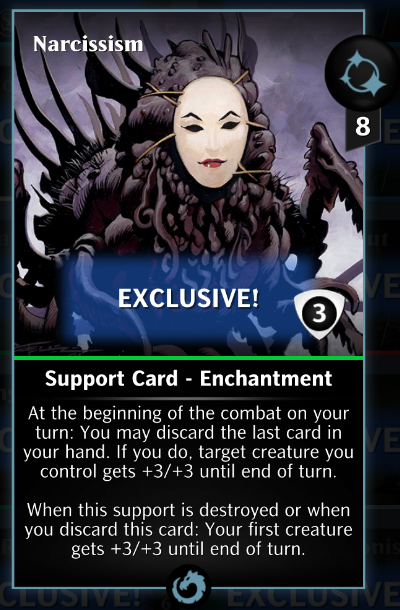 Narcissism
8
EXCLUSIVE!
3
Support Card - Enchantment
At the beginning of the combat on your
turn: You may discard the last card in
your hand. If you do, target creature you
control gets +3/+3 until end of turn.
When this support is destroyed or when
you discard this card: Your first creature
gets +3/+3 until end of turn.